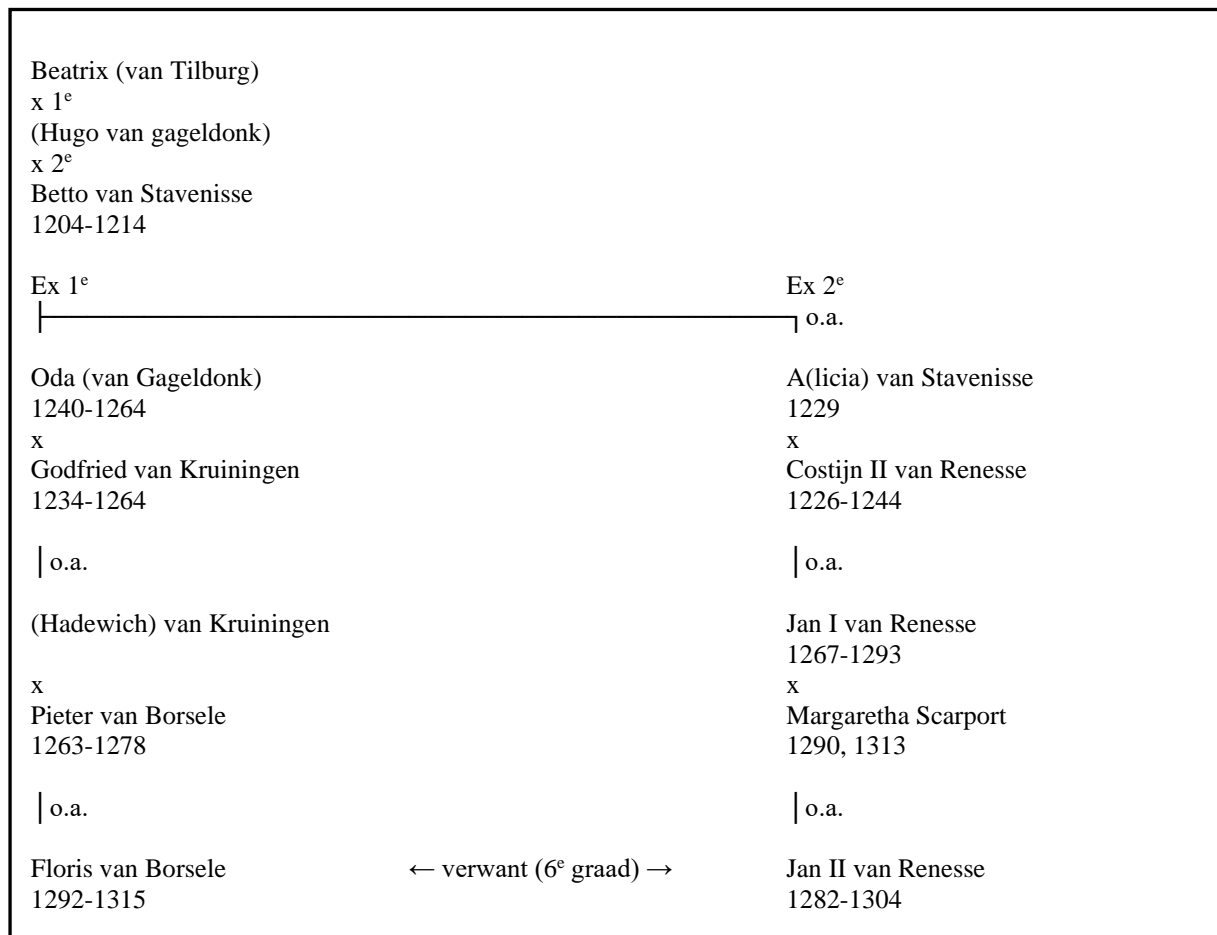 Beatrix (van Tilburg)
x 1e
(Hugo van gageldonk)
x 2e
Betto van Stavenisse
1204-1214
Ex 1e Ex 2e
o.a.
Oda (van Gageldonk) A(licia) van Stavenisse
1240-1264 1229
x x
Godfried van Kruiningen Costijn II van Renesse
1234-1264 1226-1244
o.a. o.a.
(Hadewich) van Kruiningen Jan I van Renesse
1267-1293
x x
Pieter van Borsele Margaretha Scarport
1263-1278 1290, 1313
o.a. o.a.
Floris van Borsele ← verwant (6e graad) → Jan II van Renesse
1292-1315 1282-1304